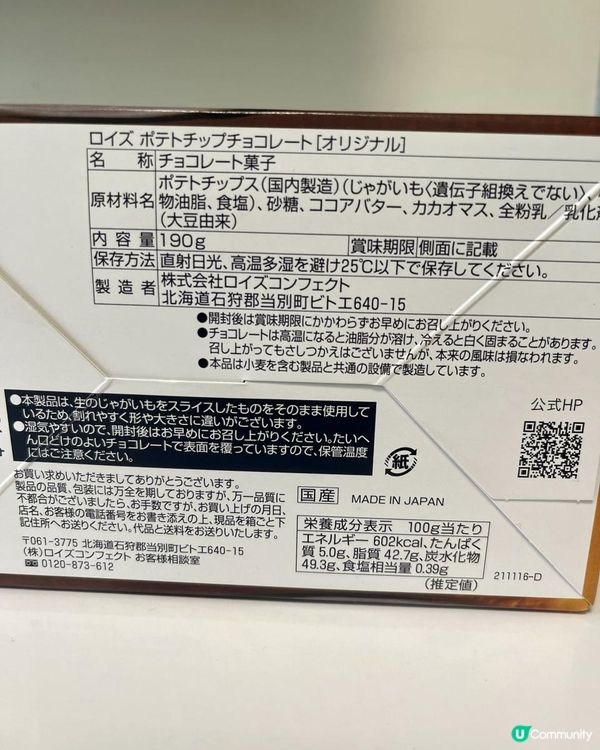 ロイズ ポテトチップチョコレート[オリジナル]
名 称 チョコレート菓子
原材料名 ポテトチップス(国内製造)(じゃがいも〈遺伝子組換えでない〉、
物油脂、食塩)、砂糖、ココアバター、カカオマス、全粉乳/乳化
(大豆由来)
内 容 量 190g 賞味期限 側面に記載
保存方法 直射日光、高温多湿を避け25℃以下で保存してください。
製 造 者 株式会社ロイズコンフェクト
北海道石狩郡当別町ビトエ640-15
●開封後は賞味期限にかかわらずお早めにお召し上がりください。
●チョコレートは高温になると油脂分が溶け、冷えると白く固まることがあります。
召し上がってもさしつかえはございませんが、本来の風味は損なわれます。
●本品は小麦を含む製品と共通の設備で製造しています。
●本製品は、生のじゃがいもをスライスしたものをそのまま使用して
いるため、割れやすく形や大きさに違いがございます。
●湿気やすいので、開封後はお早めにお召し上がりください。たいへ
ん口どけのよいチョコレートで表面を覆っていますので、保管温度
にはご注意ください。
公式HP
紙
お買い求めいただきましてありがとうございます。
製品の品質、包装には万全を期しておりますが、万一品質に
不都合がございましたら、お手数ですが、お買い上げの月日、
店名、お客様の電話番号をお書き添えの上、現品を箱ごと下
記住所へお送りください。代品と送料をお送りいたします。
〒061-3775 北海道石狩郡当別町ビトエ640-15
(株)ロイズコンフェクト お客様相談室
0120-873-612
国産 MADE IN JAPAN
栄養成分表示 100g当たり
エネルギー 602kcal、たんぱく
質 5.0g、脂質 42.7g、炭水化物
49.3g、食塩相当量 0.39g
(推定値)
211116-D
U Community